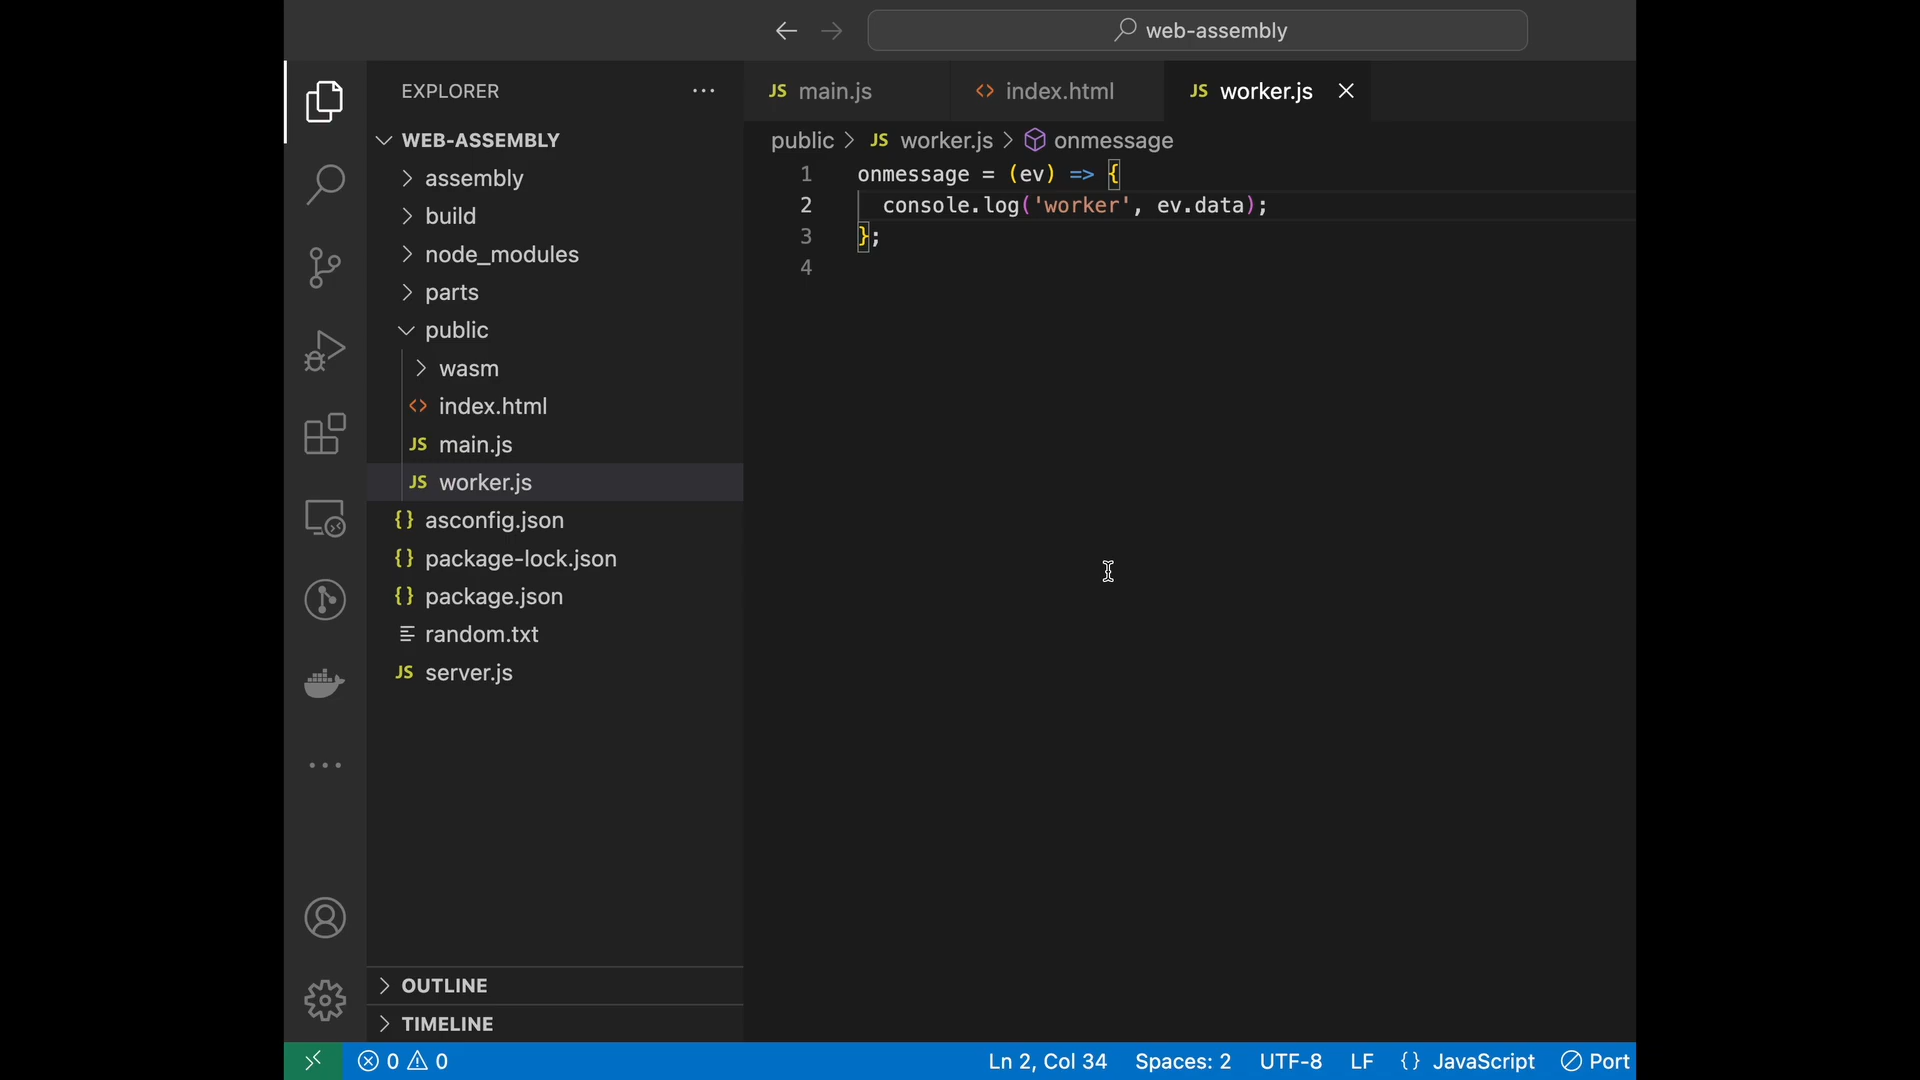 web-assembly
EXPLORER
WEB-ASSEMBLY
assembly
build
node_modules
parts
public
wasm
index.html
JS main.js
JS worker.js
{} asconfig.json
{} package-lock.json
{} package.json
random.txt
JS server.js
OUTLINE
TIMELINE
JS main.js
<> index.html
JS worker.js
public > JS worker.js > onmessage
1 onmessage = (ev) => {
2 console.log('worker', ev.data);
3 };
4
0 0
Ln 2, Col 34
Spaces: 2
UTF-8
LF
{} JavaScript
Port